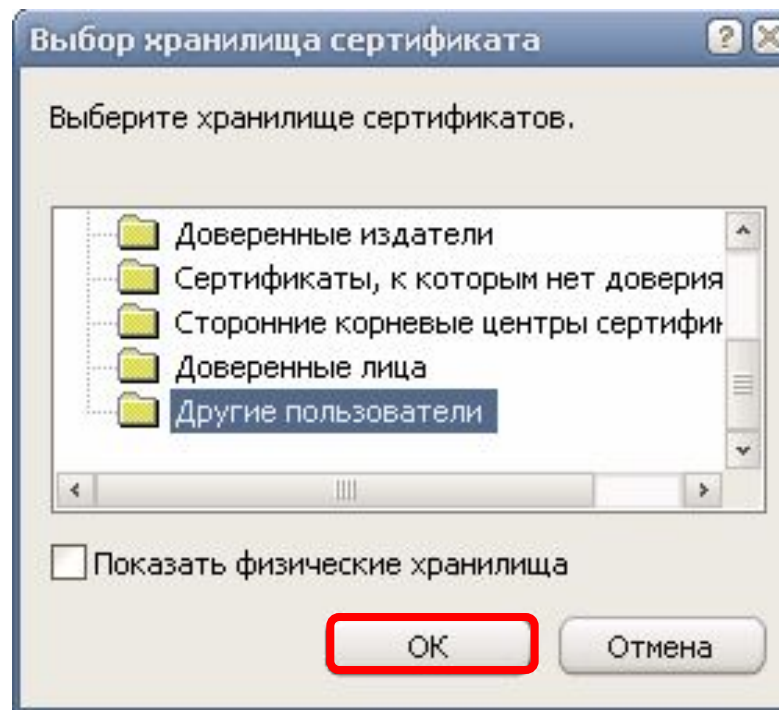 Выбор хранилища сертификата
Выберите хранилище сертификатов.
Доверенные издатели
Сертификаты, к которым нет доверия
Сторонние корневые центры
Доверенные лица
Другие пользователи
Показать физические хранилища
ОК
Отмена